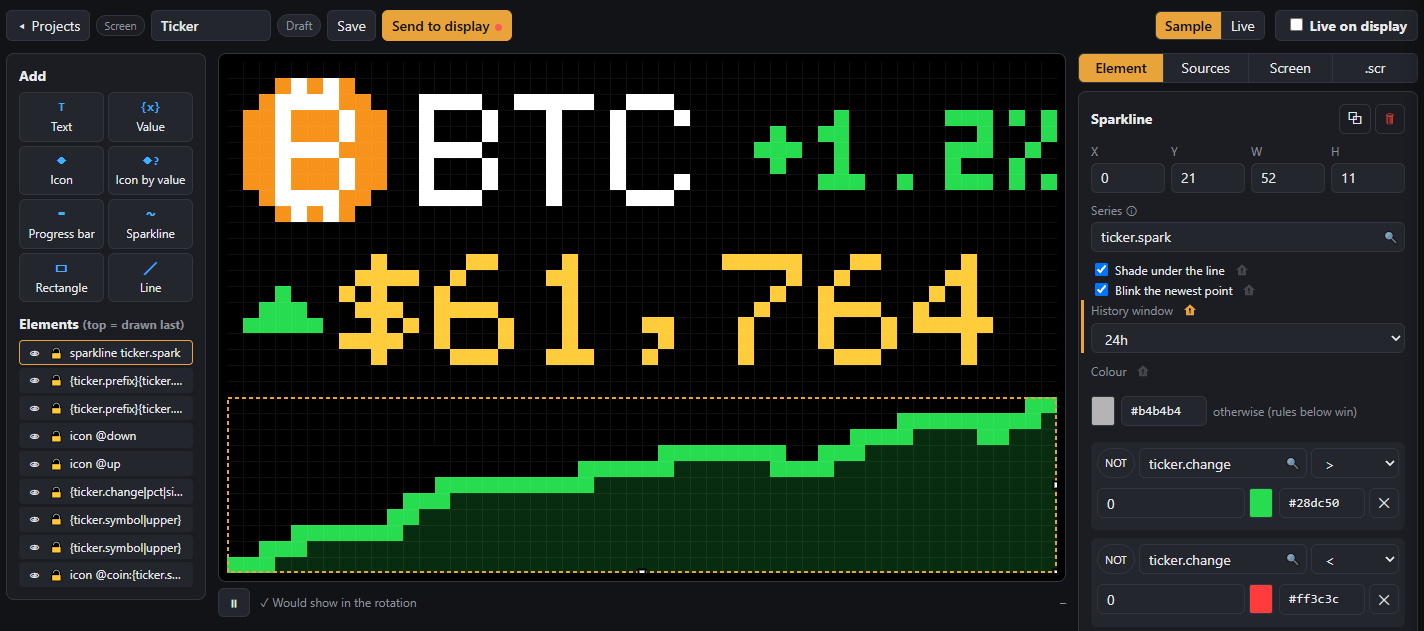 Projects
Screen
Ticker
Draft
Save
Send to display
Sample
Live
Live on display
Add
T
Text
{x}
Value
Icon
?
Icon by value
Progress bar
~
Sparkline
Rectangle
Line
Elements (top = drawn last)
sparkline ticker.spark
{ticker.prefix}{ticker....
{ticker.prefix}{ticker....
icon @down
icon @up
{ticker.change|pct|si...
{ticker.symbol|upper}
{ticker.symbol|upper}
icon @coin:{ticker.s...
B
BTC
+1.2%
$61,764
✓ Would show in the rotation
–
Element
Sources
Screen
.scr
Sparkline
X
Y
W
H
0
21
52
11
Series
ticker.spark
Shade under the line
Blink the newest point
History window
24h
Colour
#b4b4b4
otherwise (rules below win)
NOT
ticker.change
>
0
#28dc50
NOT
ticker.change
<
0
#ff3c3c